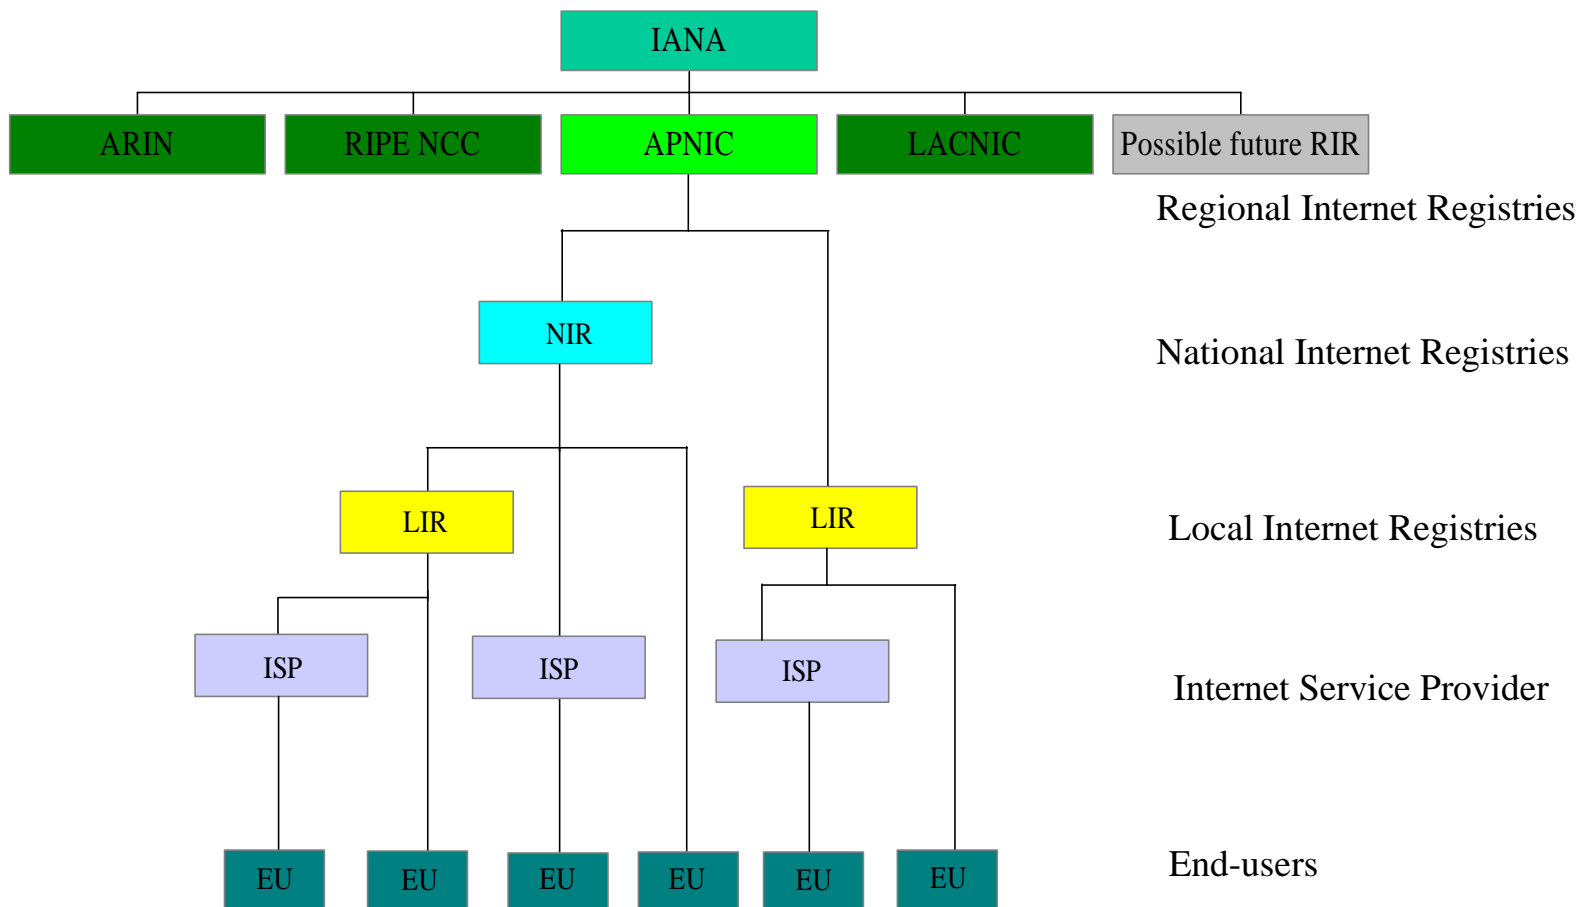 IANA
ARIN
RIPE NCC
APNIC
LACNIC
Possible future RIR
Regional Internet Registries
NIR
National Internet Registries
LIR
LIR
Local Internet Registries
ISP
ISP
ISP
Internet Service Provider
EU
EU
EU
EU
EU
EU
End-users